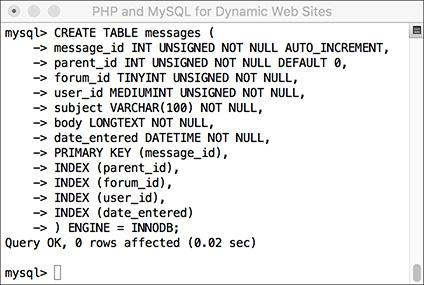 PHP and MySQL for Dynamic Web Sites
mysql> CREATE TABLE messages (
    -> message_id INT UNSIGNED NOT NULL AUTO_INCREMENT,
    -> parent_id INT UNSIGNED NOT NULL DEFAULT 0,
    -> forum_id TINYINT UNSIGNED NOT NULL,
    -> user_id MEDIUMINT UNSIGNED NOT NULL,
    -> subject VARCHAR(100) NOT NULL,
    -> body LONGTEXT NOT NULL,
    -> date_entered DATETIME NOT NULL,
    -> PRIMARY KEY (message_id),
    -> INDEX (parent_id),
    -> INDEX (forum_id),
    -> INDEX (user_id),
    -> INDEX (date_entered)
    -> ) ENGINE = INNODB;
Query OK, 0 rows affected (0.02 sec)
mysql>